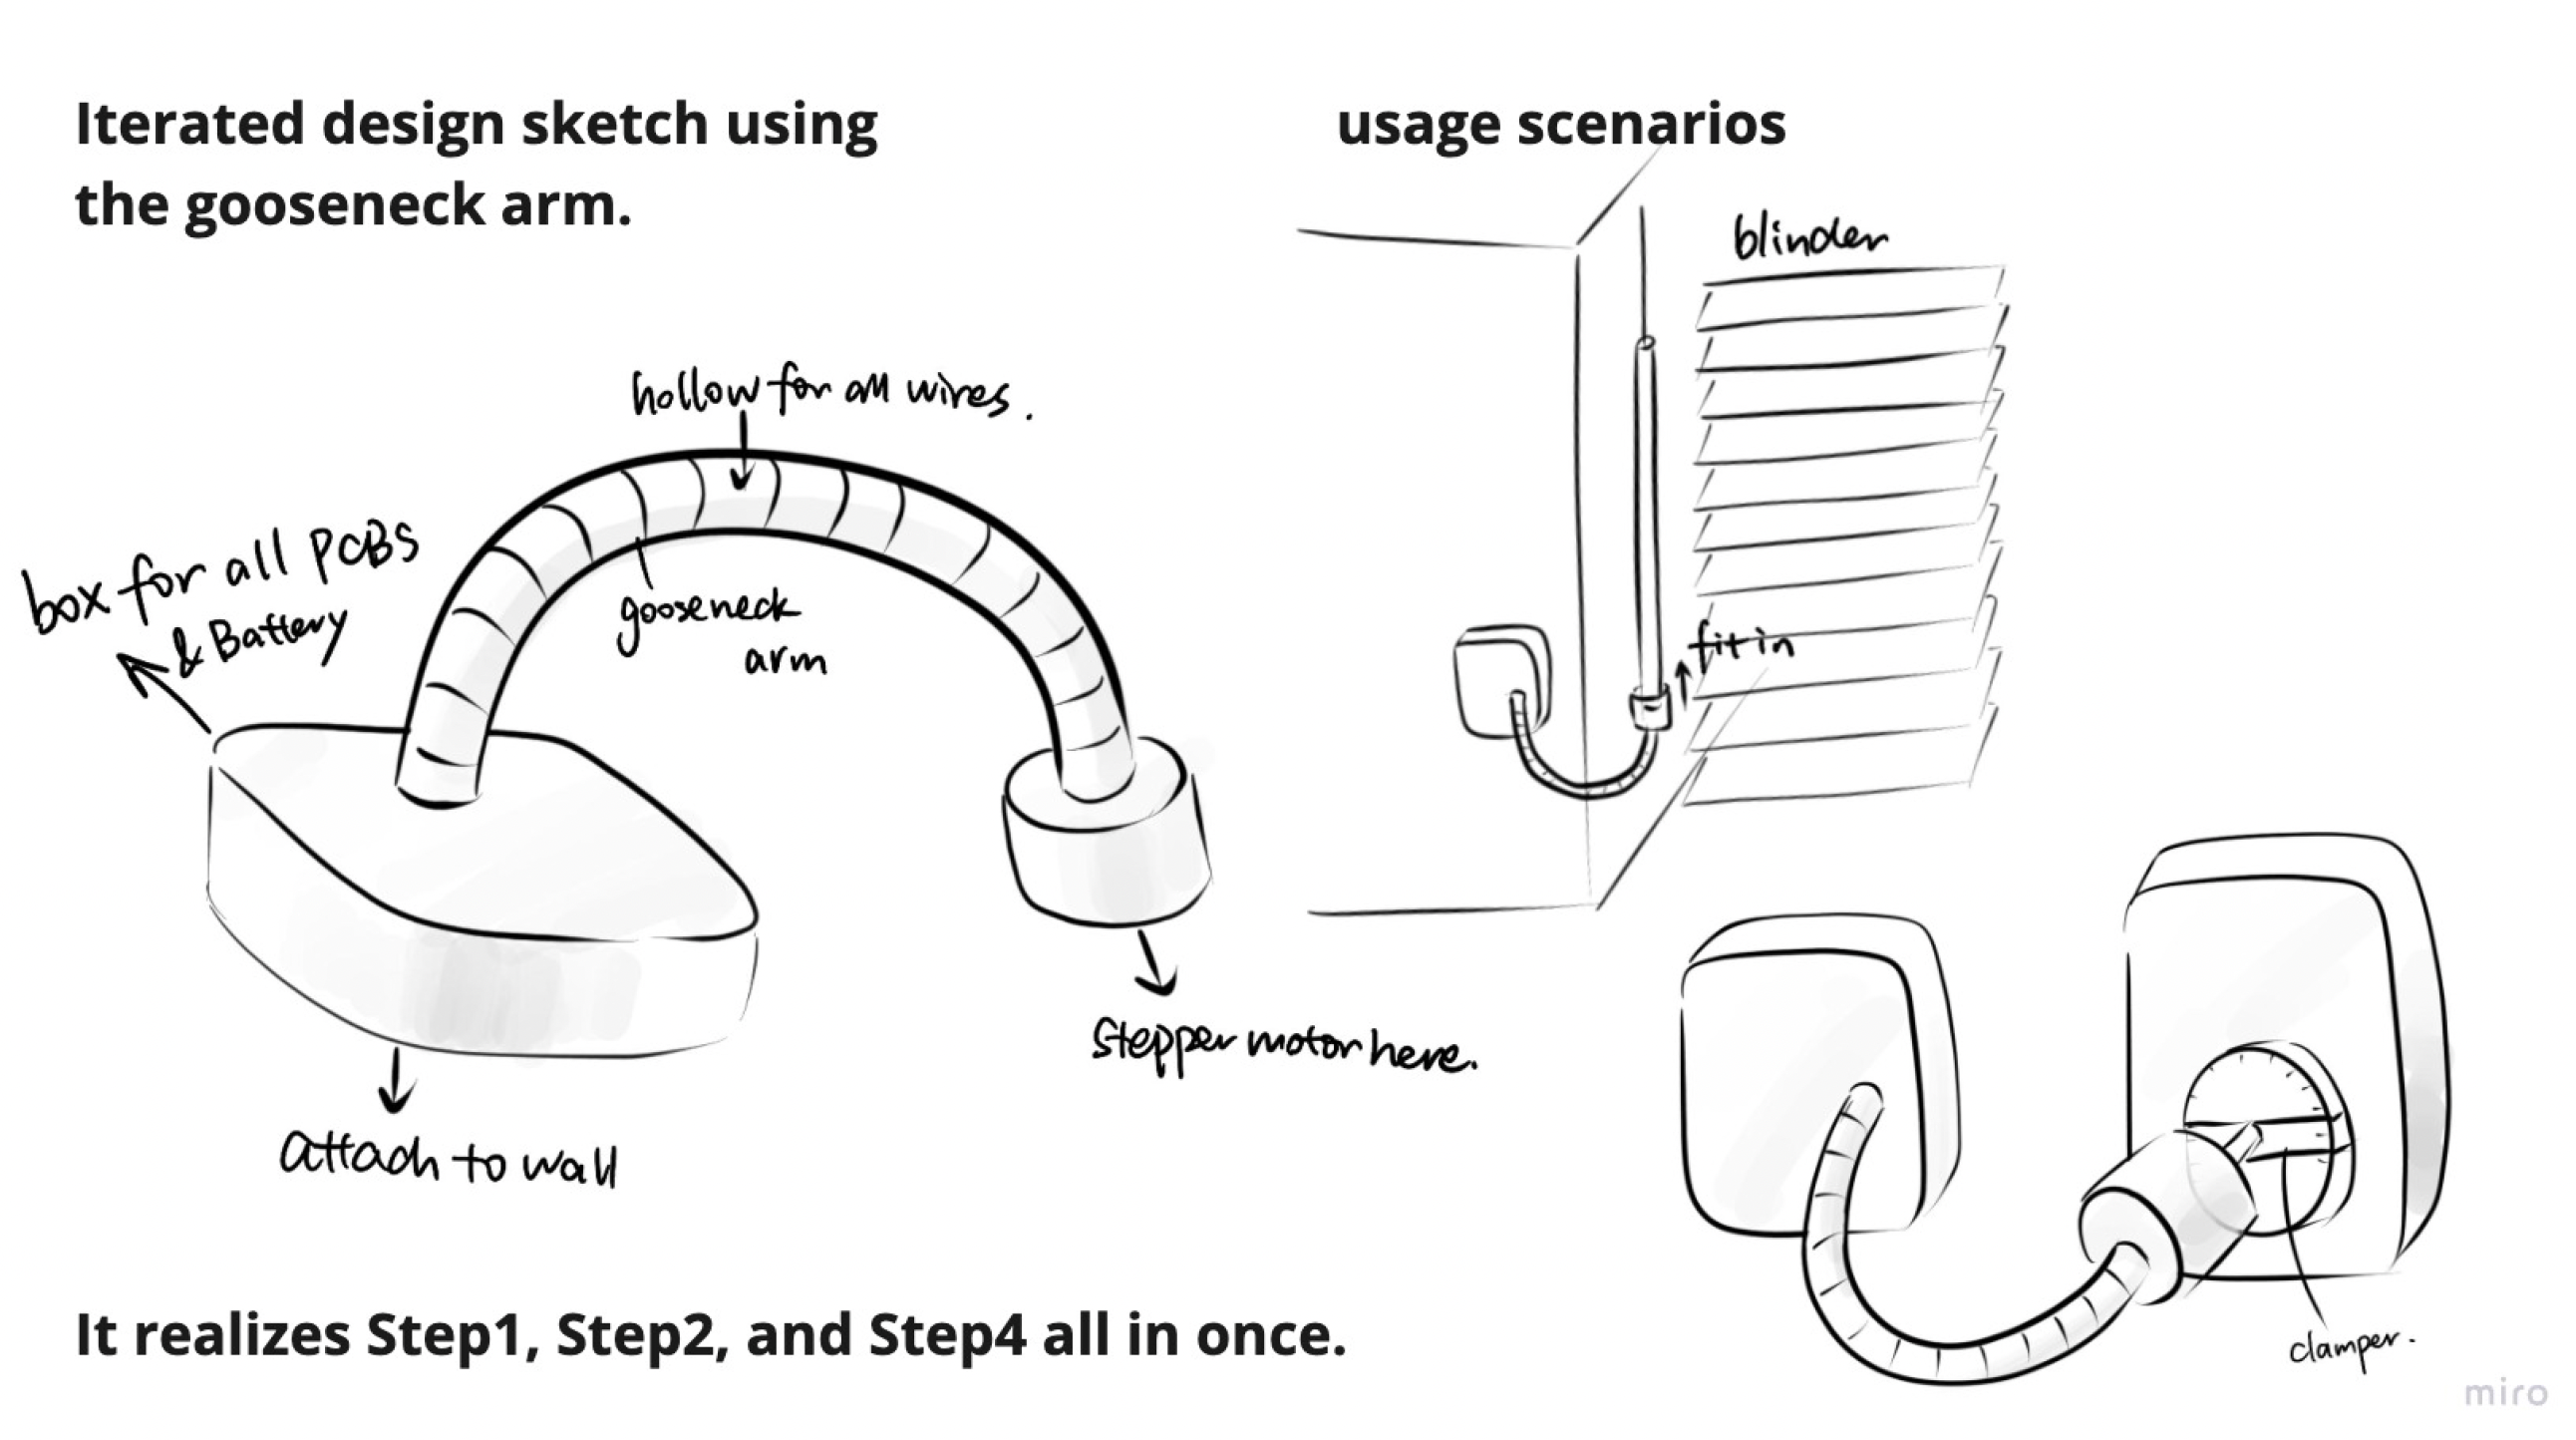 Iterated design sketch using
the gooseneck arm.
usage scenarios
blinder
hollow for all wires.
box for all PCBS
& Battery
gooseneck
arm
fit in
Stepper motor here.
attach to wall
It realizes Step1, Step2, and Step4 all in once.
clamper.
miro